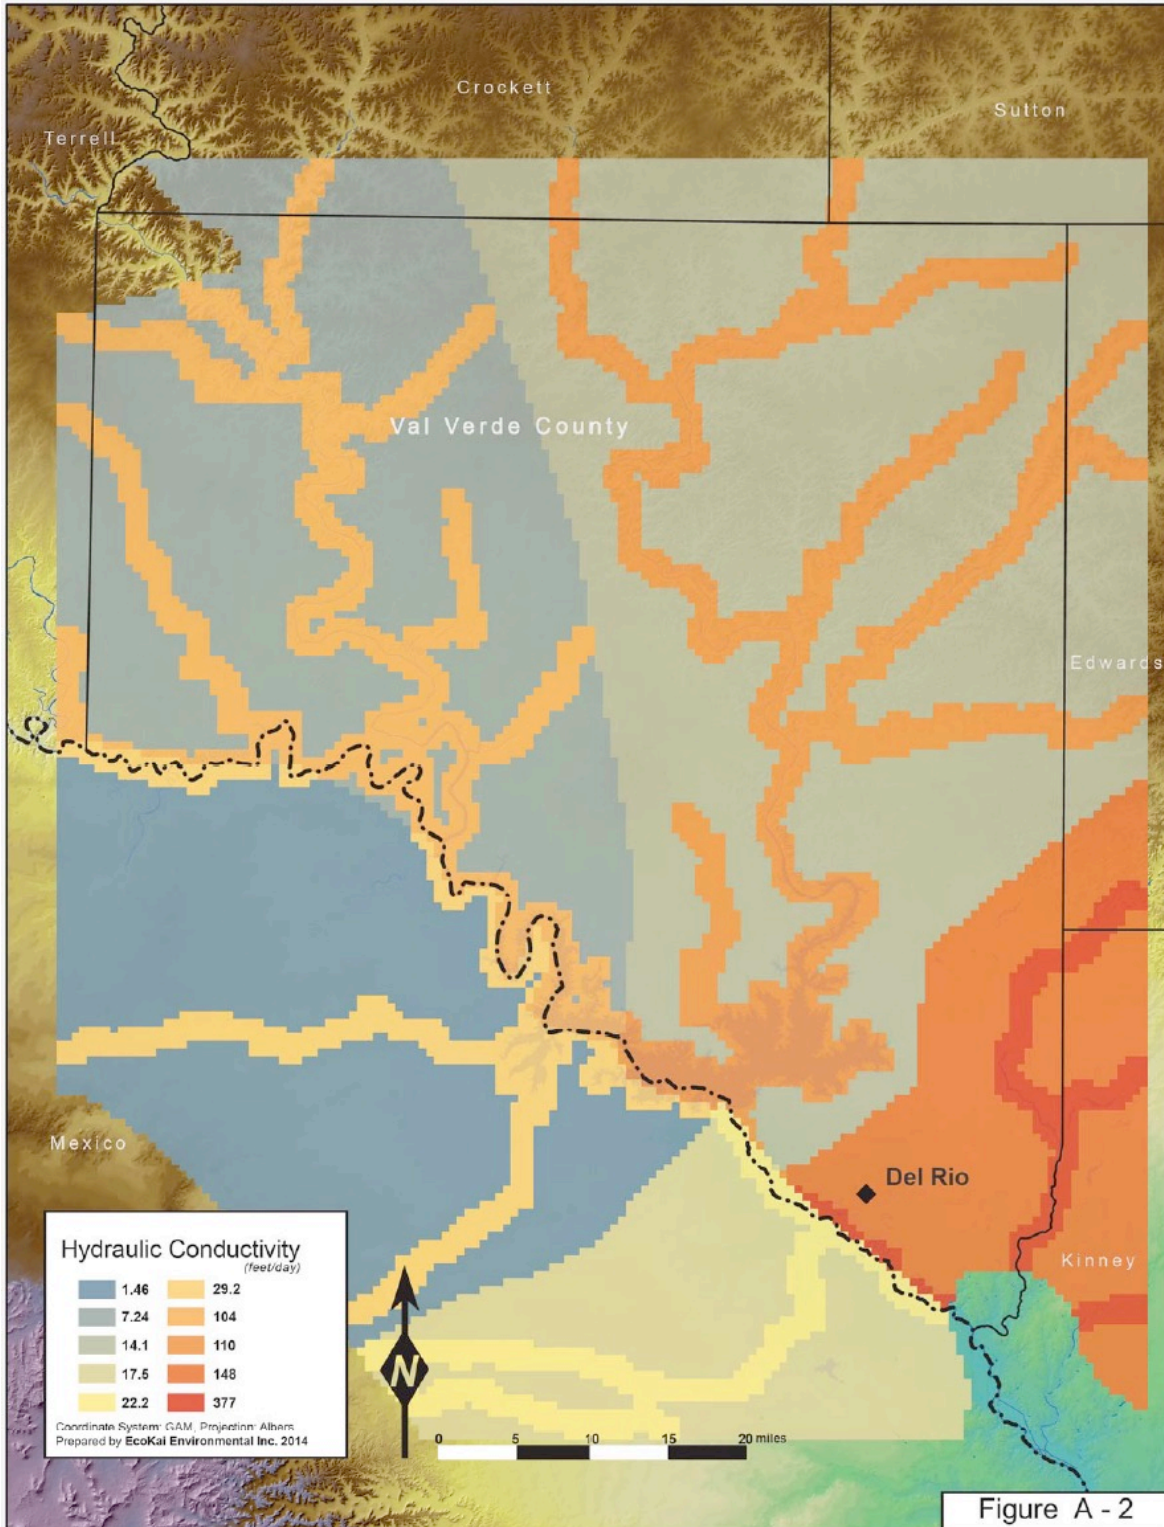 Crockett
Sutton
Terrell
Val Verde County
Edwards
Mexico
Del Rio
Kinney
Hydraulic Conductivity
(feet/day)
1.46 29.2
7.24 104
14.1 110
17.5 148
22.2 377
Coordinate System: GAM, Projection: Albers
Prepared by EcoKai Environmental Inc. 2014
N
0 5 10 15 20 miles
Figure A - 2